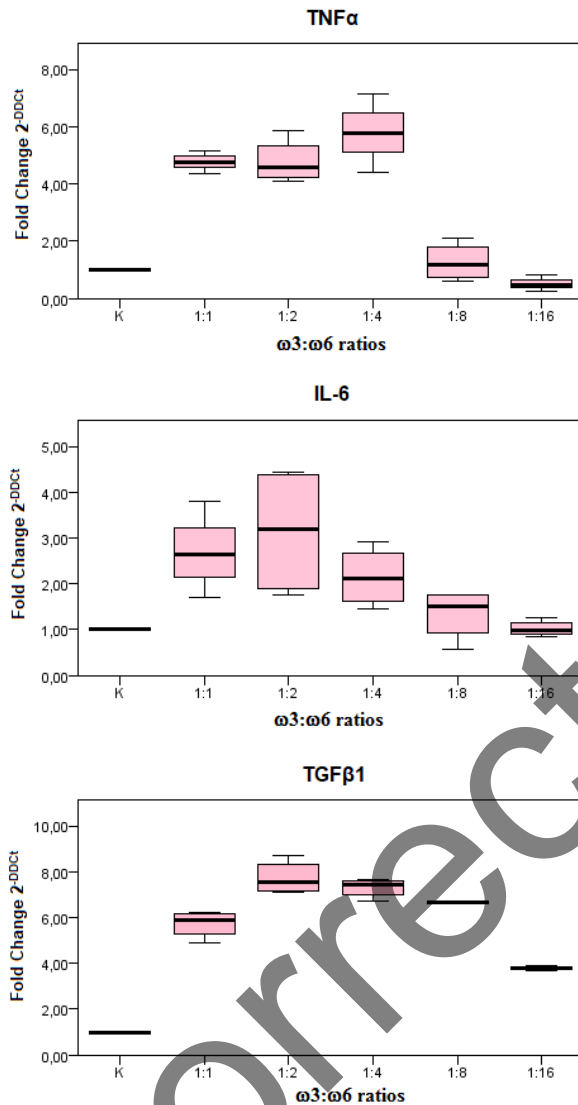 TNFα
Fold Change 2-DDCt
8,00
6,00
4,00
2,00
0,00
K 1:1 1:2 1:4 1:8 1:16
ω3:ω6 ratios
IL-6
Fold Change 2-DDCt
5,00
4,00
3,00
2,00
1,00
0,00
K 1:1 1:2 1:4 1:8 1:16
ω3:ω6 ratios
TGFβ1
Fold Change 2-DDCt
10,00
8,00
6,00
4,00
2,00
0,00
K 1:1 1:2 1:4 1:8 1:16
ω3:ω6 ratios
orrect